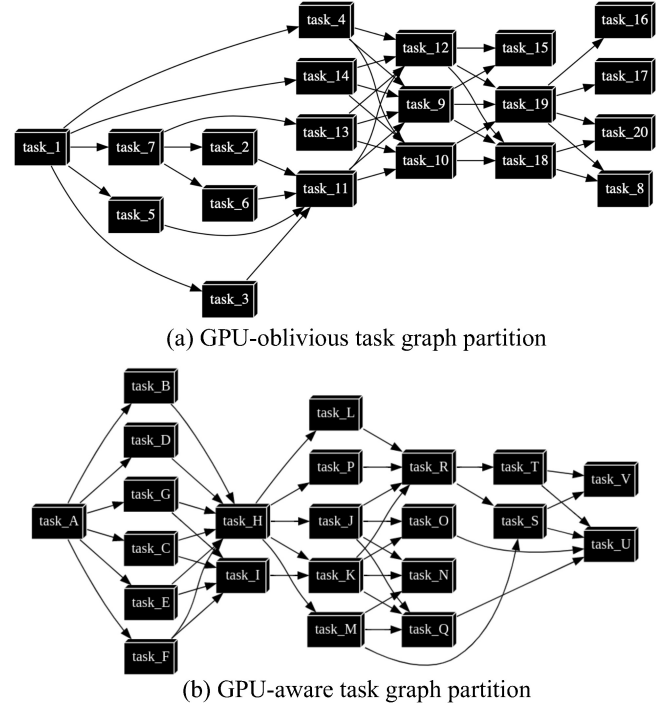 task_4
task_16
task_12
task_15
task_14
task_17
task_9
task_19
task_13
task_1
task_7
task_2
task_20
task_10
task_18
task_11
task_8
task_6
task_5
task_3
(a) GPU-oblivious task graph partition
task_B
task_L
task_D
task_P
task_R
task_T
task_V
task_G
task_A
task_H
task_J
task_O
task_S
task_C
task_U
task_I
task_K
task_N
task_E
task_M
task_Q
task_F
(b) GPU-aware task graph partition